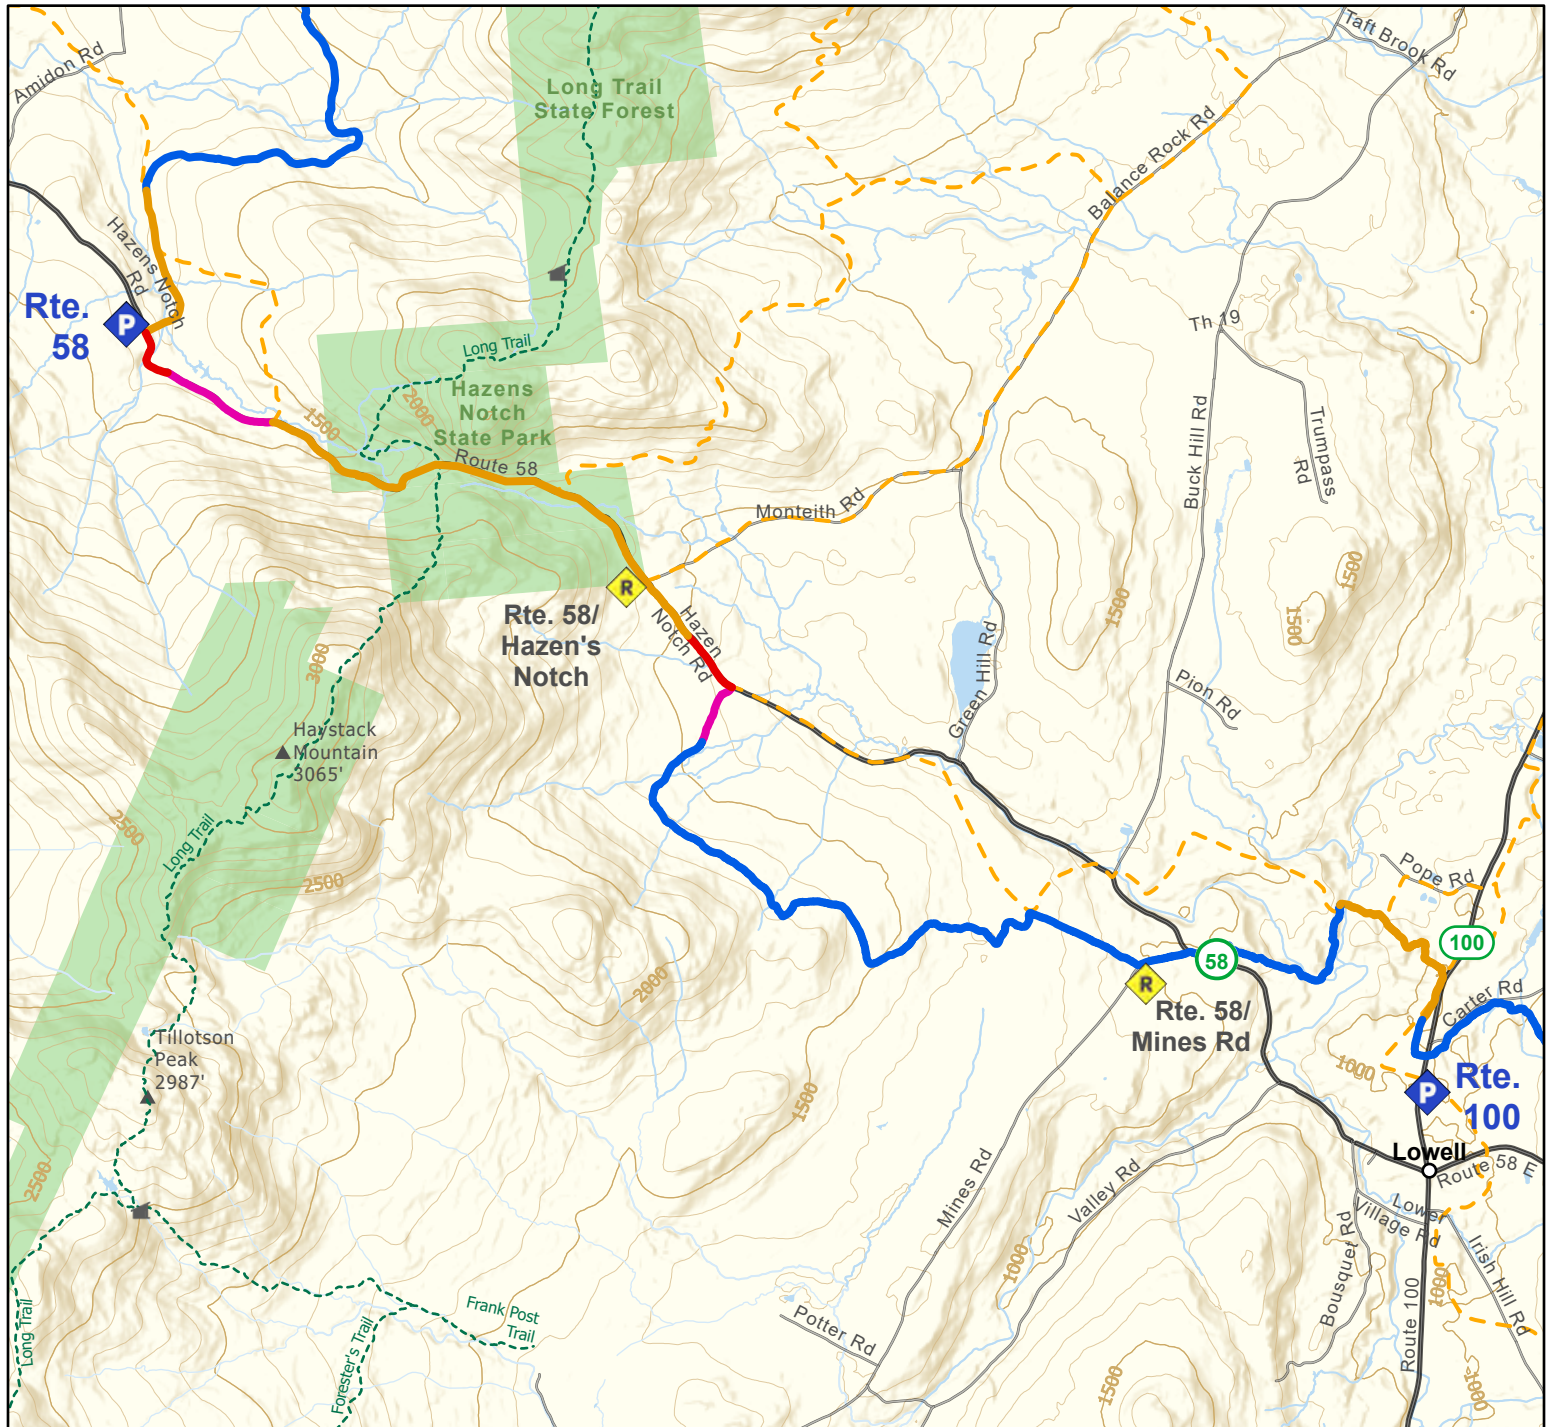 Amidon Rd
Taft Brook Rd
Long Trail
State Forest
Balance Rock Rd
Hazens Notch
Rd
Rte.
58
P
Th 19
Long Trail
Hazens
Notch
State Park
2000
1500
Route 58
Buck Hill Rd
Trumpass
Rd
Monteith Rd
1500
1500
1500
R
Rte. 58/
Hazen's
Notch
Hazen
Notch Rd
Green Hill Rd
Pion Rd
3000
Haystack
Mountain
3065'
2500
Long Trail
2500
Pope Rd
100
58
2000
R
Rte. 58/
Mines Rd
Carter Rd
Tillotson
Peak
2987'
1000
Rte.
100
P
1500
Lowell
Route 58 E
2500
Mines Rd
Valley Rd
Lower
Village Rd
Bousquet Rd
Irish Hill Rd
1000
1000
Route 100
Frank Post
Trail
Potter Rd
Long Trail
Forester's Trail
1500
1000